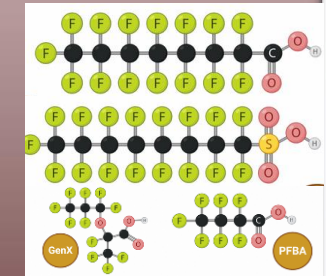 F F F F F F F
O
F C H
F F F F F F F O
F F F F F F F F O
F S O H
F F F F F F F F O
F F F
F F
O O H
O
F F
F
GenX
F F F
O
F C H
F F F O
PFBA